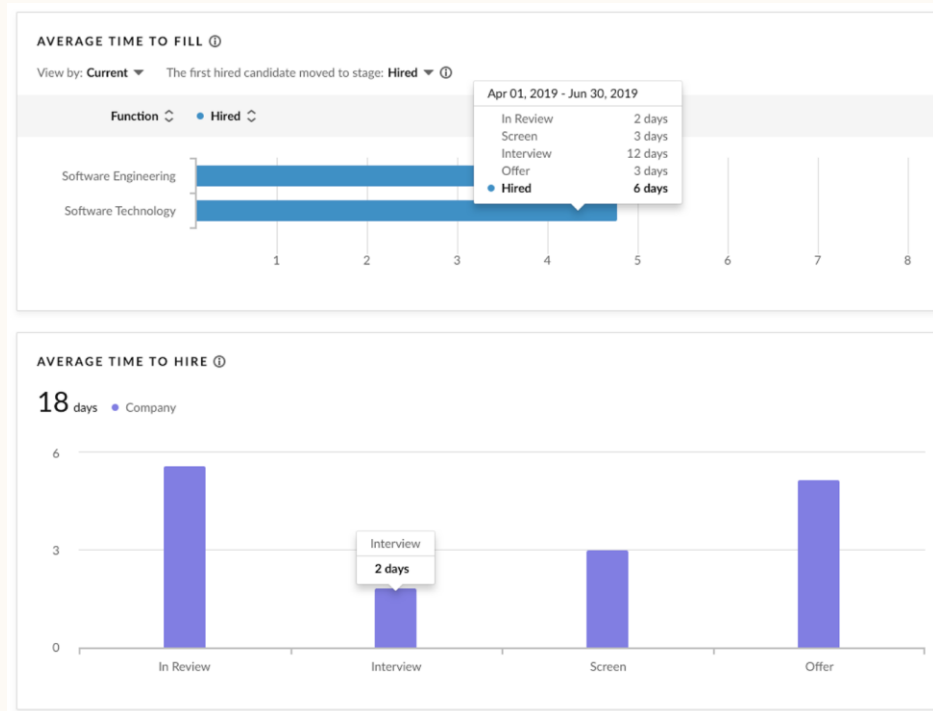 AVERAGE TIME TO FILL
View by: Current The first hired candidate moved to stage: Hired
Apr 01, 2019 - Jun 30, 2019
In Review 2 days
Screen 3 days
Interview 12 days
Offer 3 days
Hired 6 days
Function Hired
Software Engineering
Software Technology
1 2 3 4 5 6 7 8
AVERAGE TIME TO HIRE
18 days Company
6
3
0
Interview
2 days
In Review Interview Screen Offer